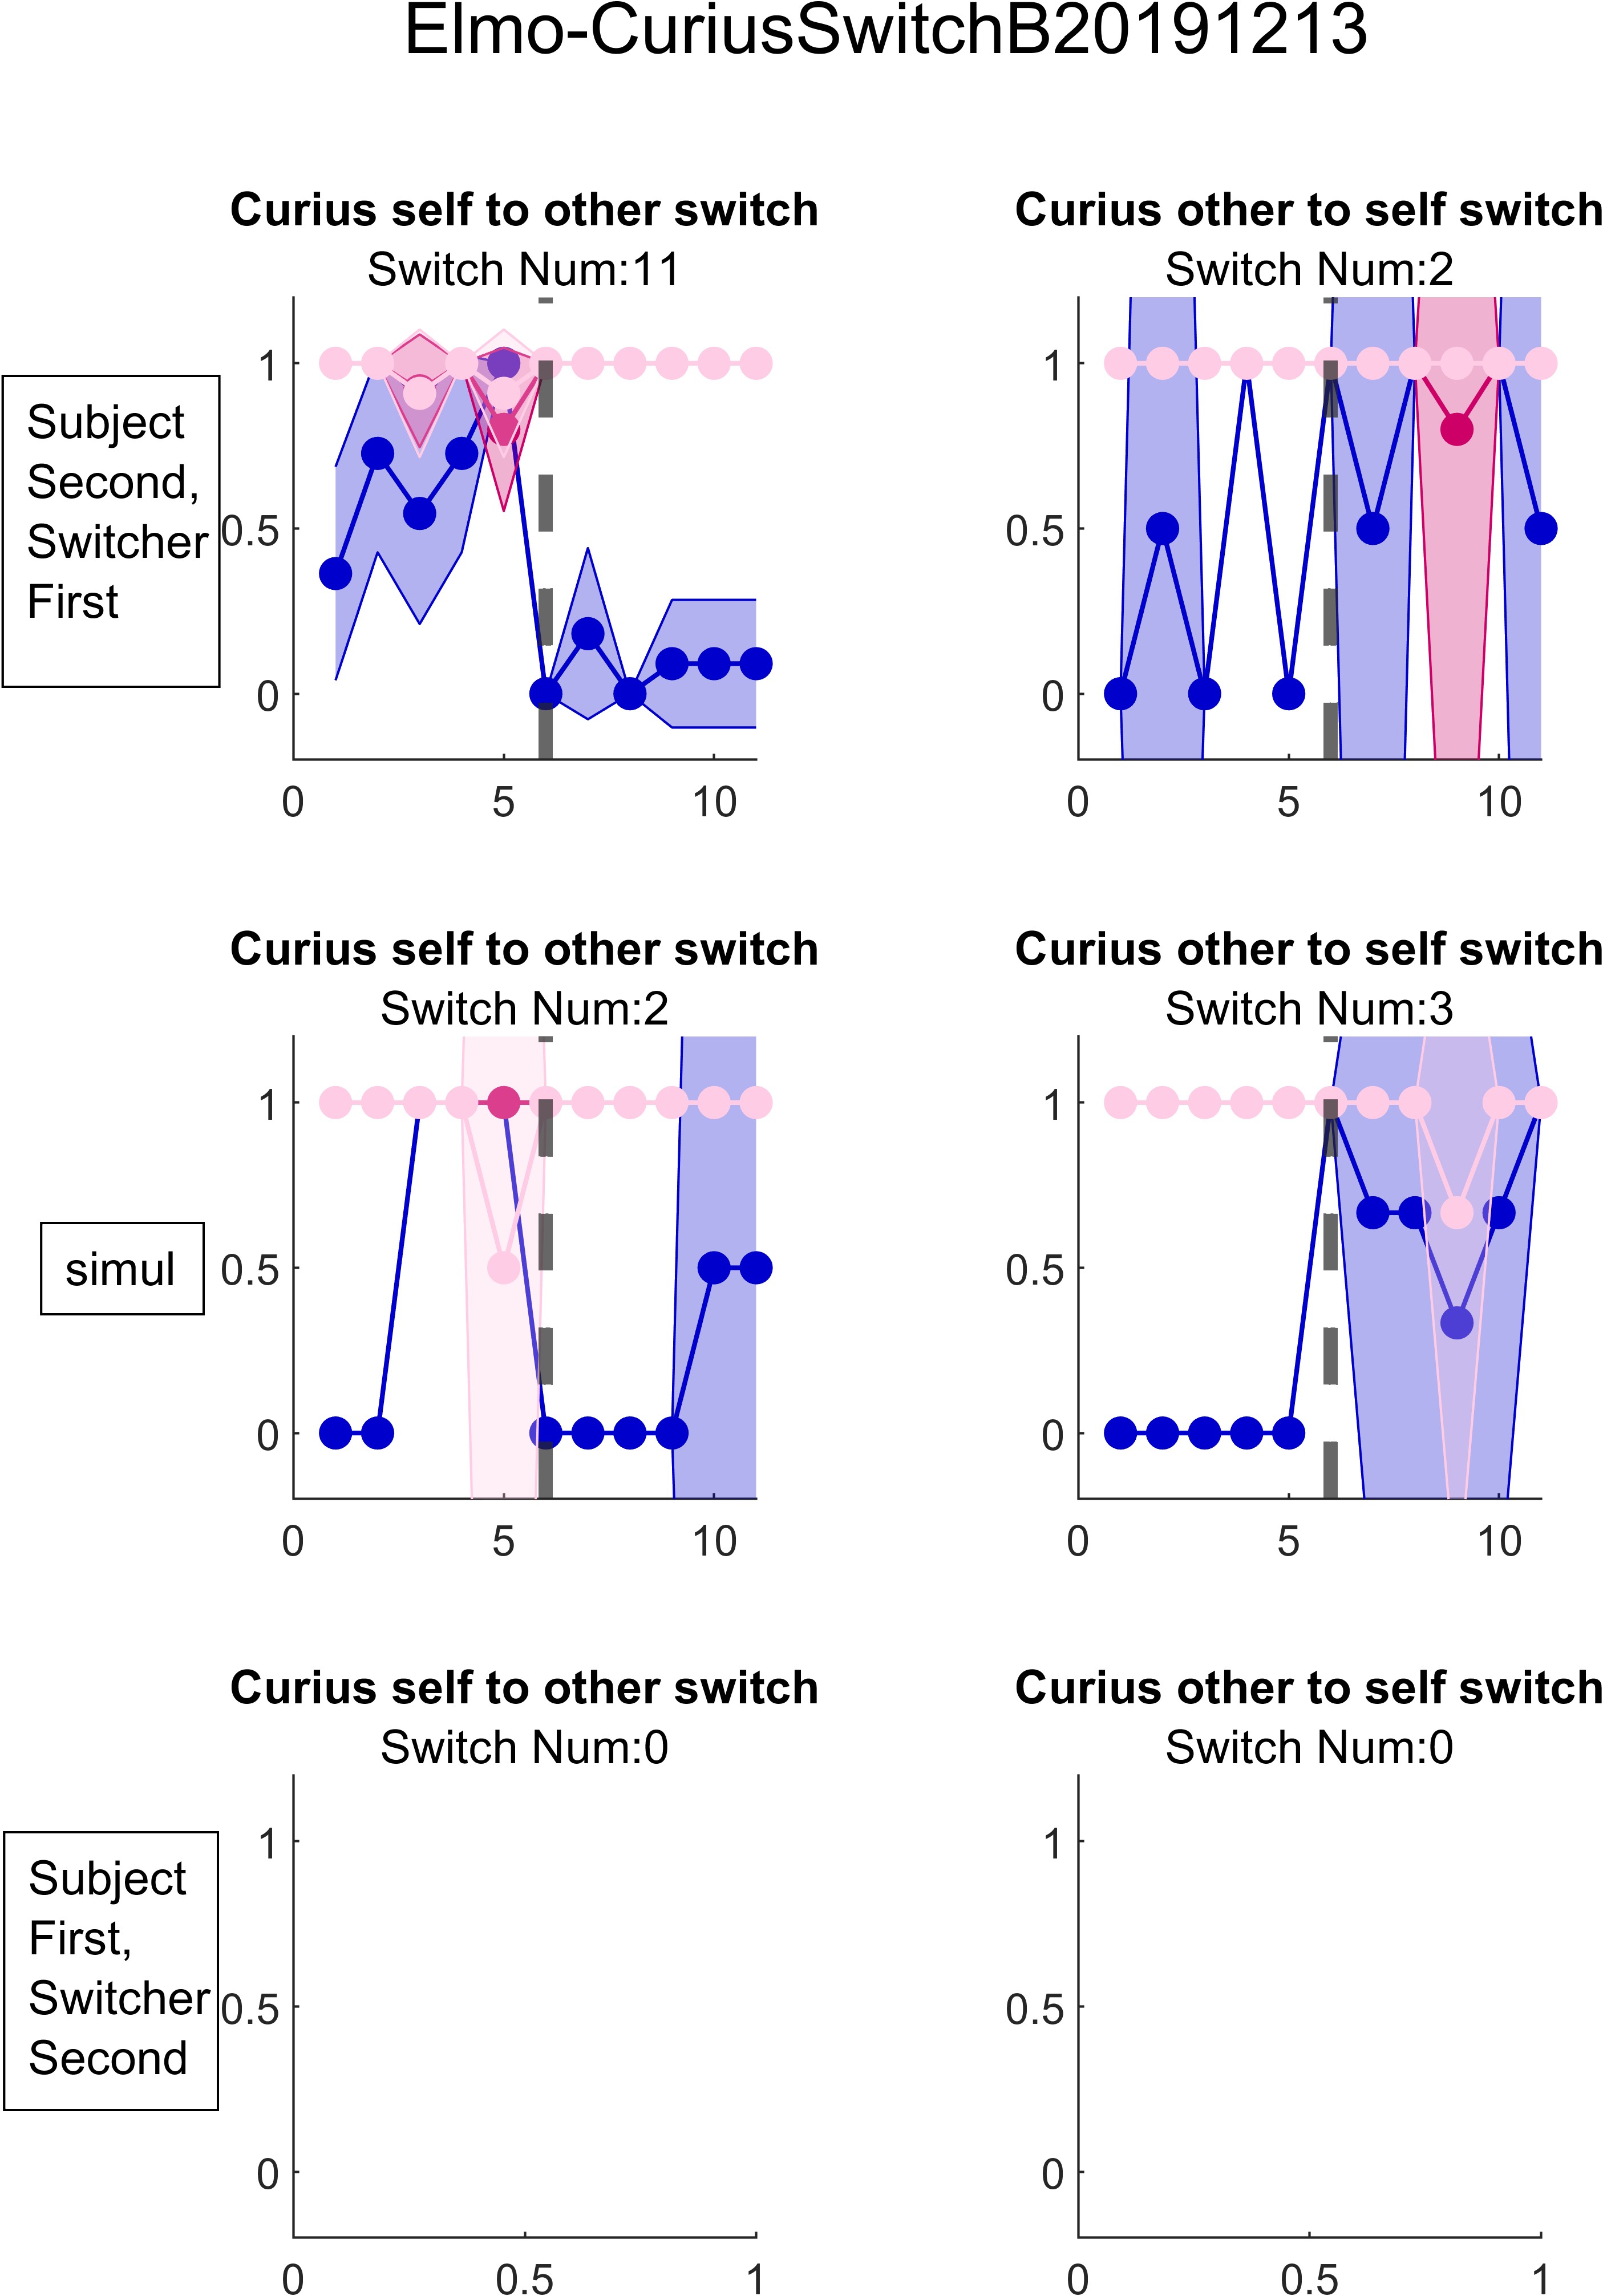 Elmo-CuriusSwitchB20191213
Curius self to other switch
Switch Num:11
Curius other to self switch
Switch Num:2
Subject
Second,
Switcher
First
1
0.5
0
0
5
10
1
0.5
0
0
5
10
Curius self to other switch
Switch Num:2
Curius other to self switch
Switch Num:3
simul
1
0.5
0
0
5
10
1
0.5
0
0
5
10
Curius self to other switch
Switch Num:0
Curius other to self switch
Switch Num:0
Subject
First,
Switcher
Second
1
0.5
0
0
0.5
1
1
0.5
0
0
0.5
1